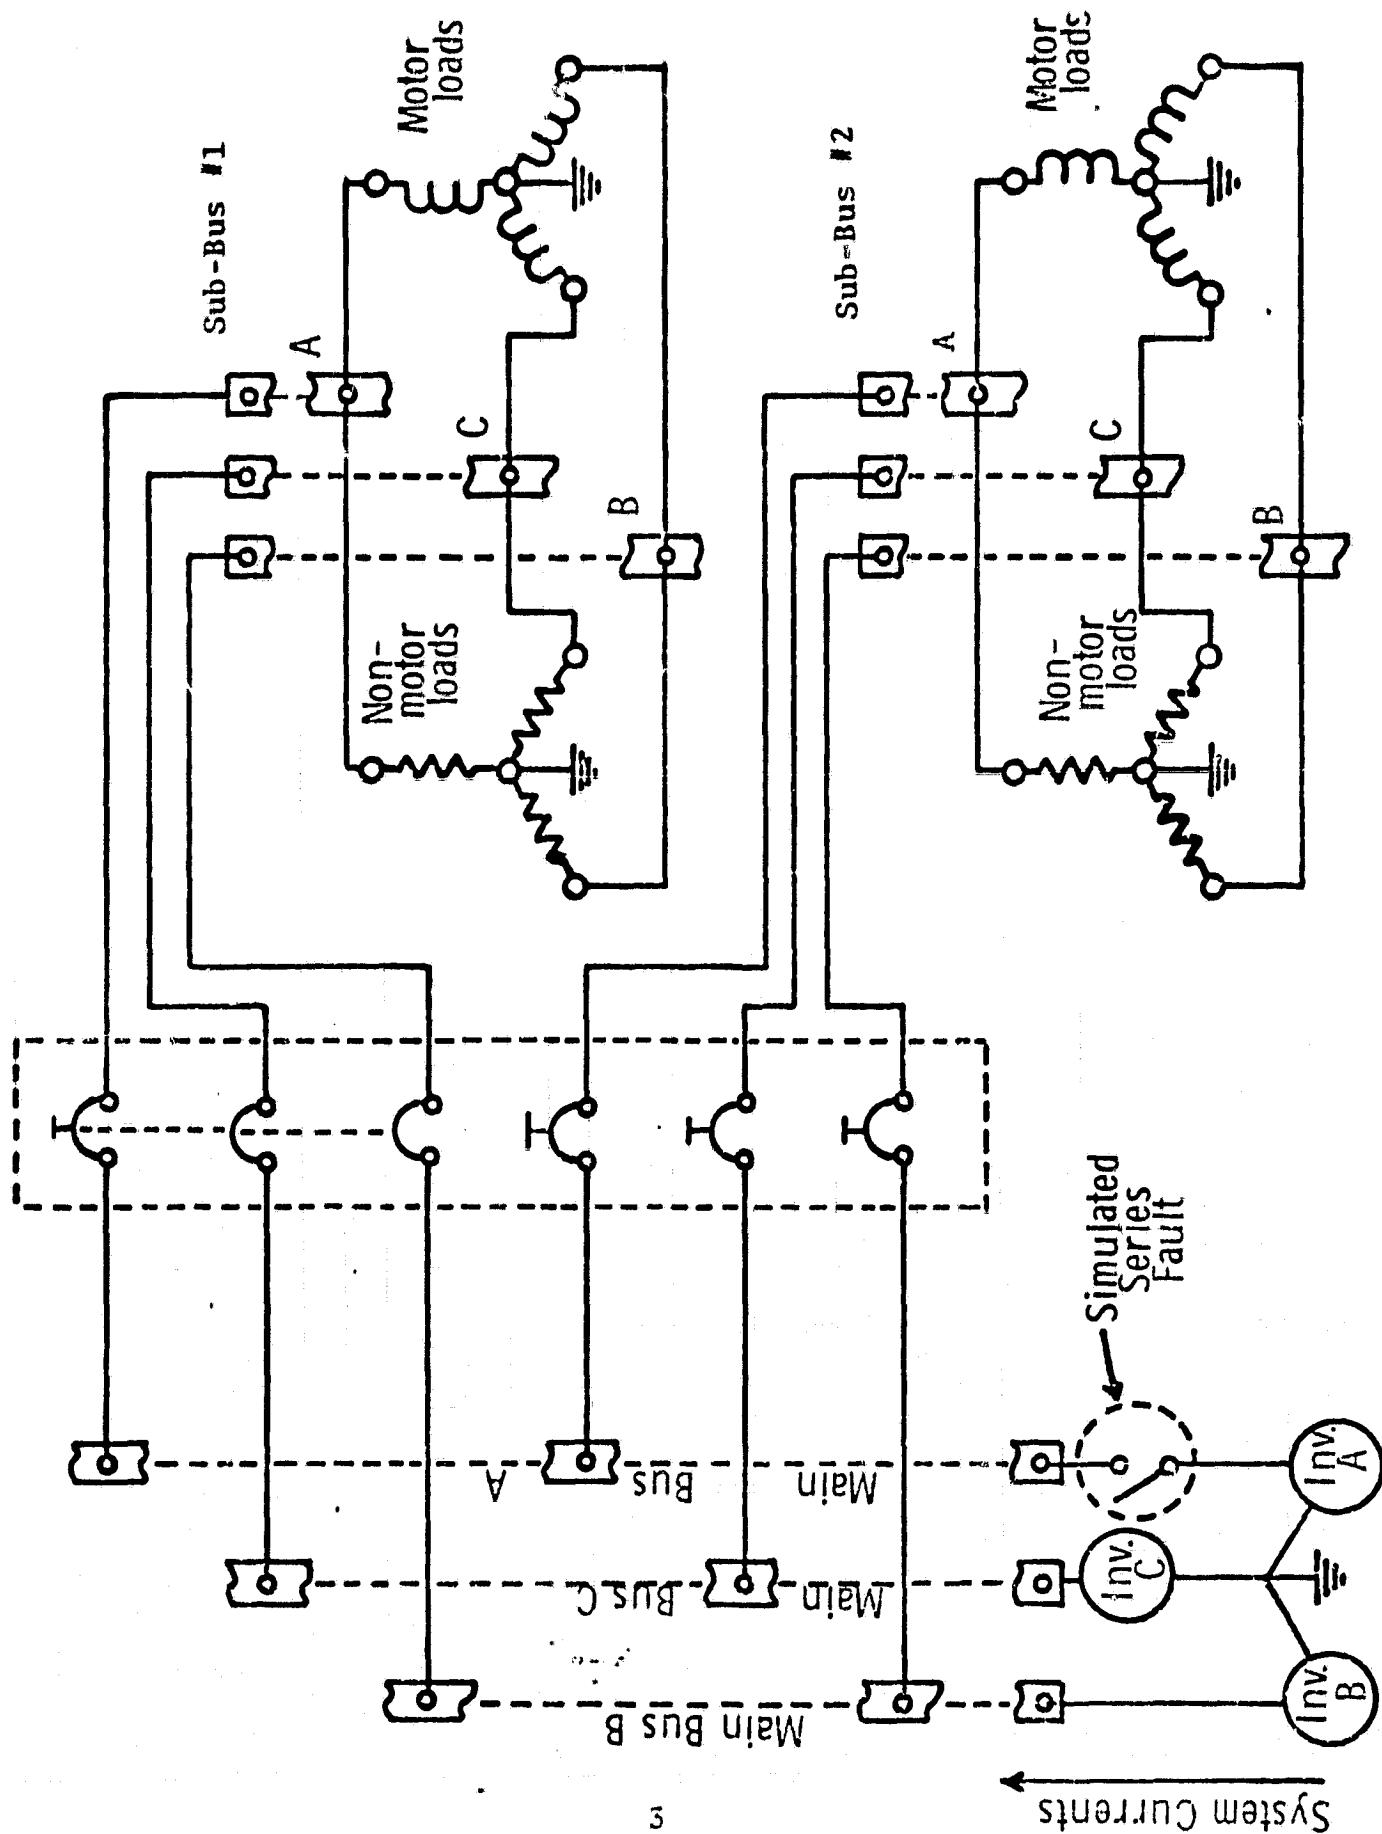 Sub-Bus #1
Motor
loads
A
C
B
Non-
motor
loads
Sub-Bus #2
Motor
loads
A
C
B
Non-
motor
loads
Simulated
Series
Fault
Main Bus A
Main Bus C
Main Bus B
Inv.
A
Inv.
C
Inv.
B
System Currents
3